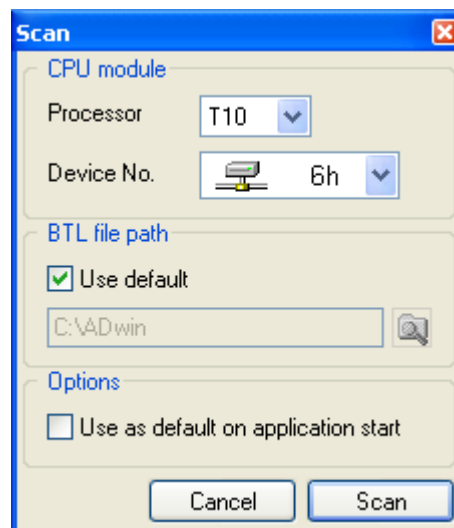 Scan
CPU module
Processor T10
Device No. 6h
BTL file path
Use default
C:\ADwin
Options
Use as default on application start
Cancel Scan